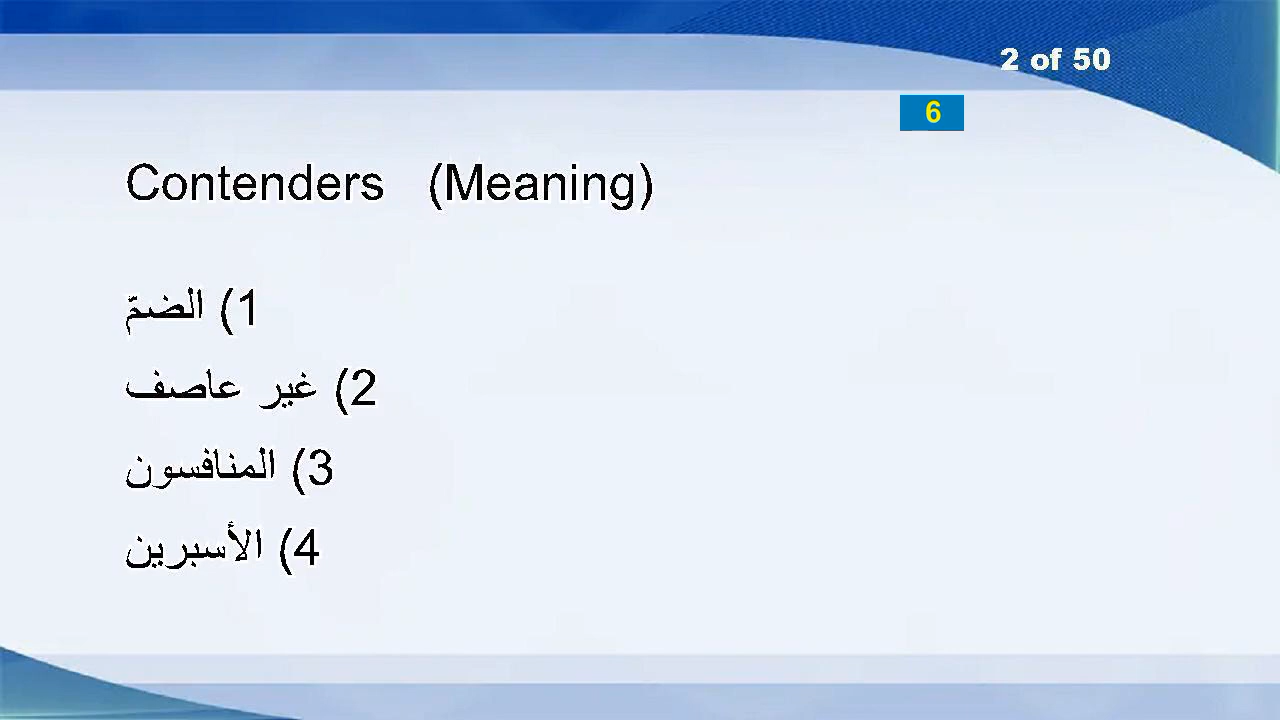 2 of 50
6
Contenders (Meaning)
1) الضمّ
2) غير عاصف
3) المنافسون
4) الأسبرين